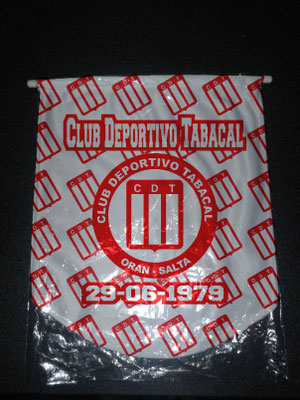 CLUB DEPORTIVO TABACAL
CLUB DEPORTIVO TABACAL
CDT
ORAN - SALTA
29-06-1979